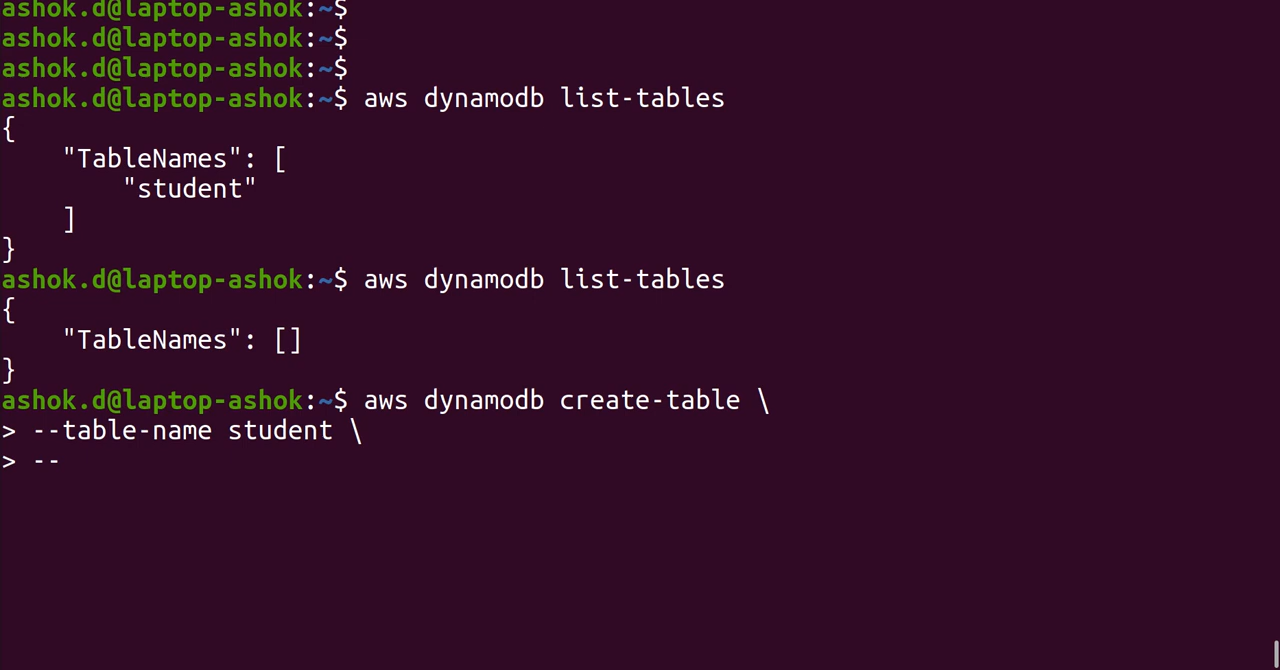 ashok.d@laptop-ashok:~$
ashok.d@laptop-ashok:~$
ashok.d@laptop-ashok:~$
ashok.d@laptop-ashok:~$ aws dynamodb list-tables
{
    "TableNames": [
        "student"
    ]
}
ashok.d@laptop-ashok:~$ aws dynamodb list-tables
{
    "TableNames": []
}
ashok.d@laptop-ashok:~$ aws dynamodb create-table \
> --table-name student \
> --